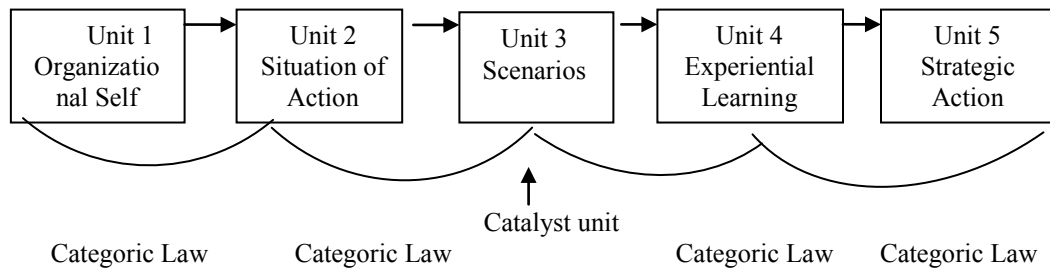 Unit 1
Organizatio
nal Self
Unit 2
Situation of
Action
Unit 3
Scenarios
Unit 4
Experiential
Learning
Unit 5
Strategic
Action
Catalyst unit
Categoric Law
Categoric Law
Categoric Law
Categoric Law